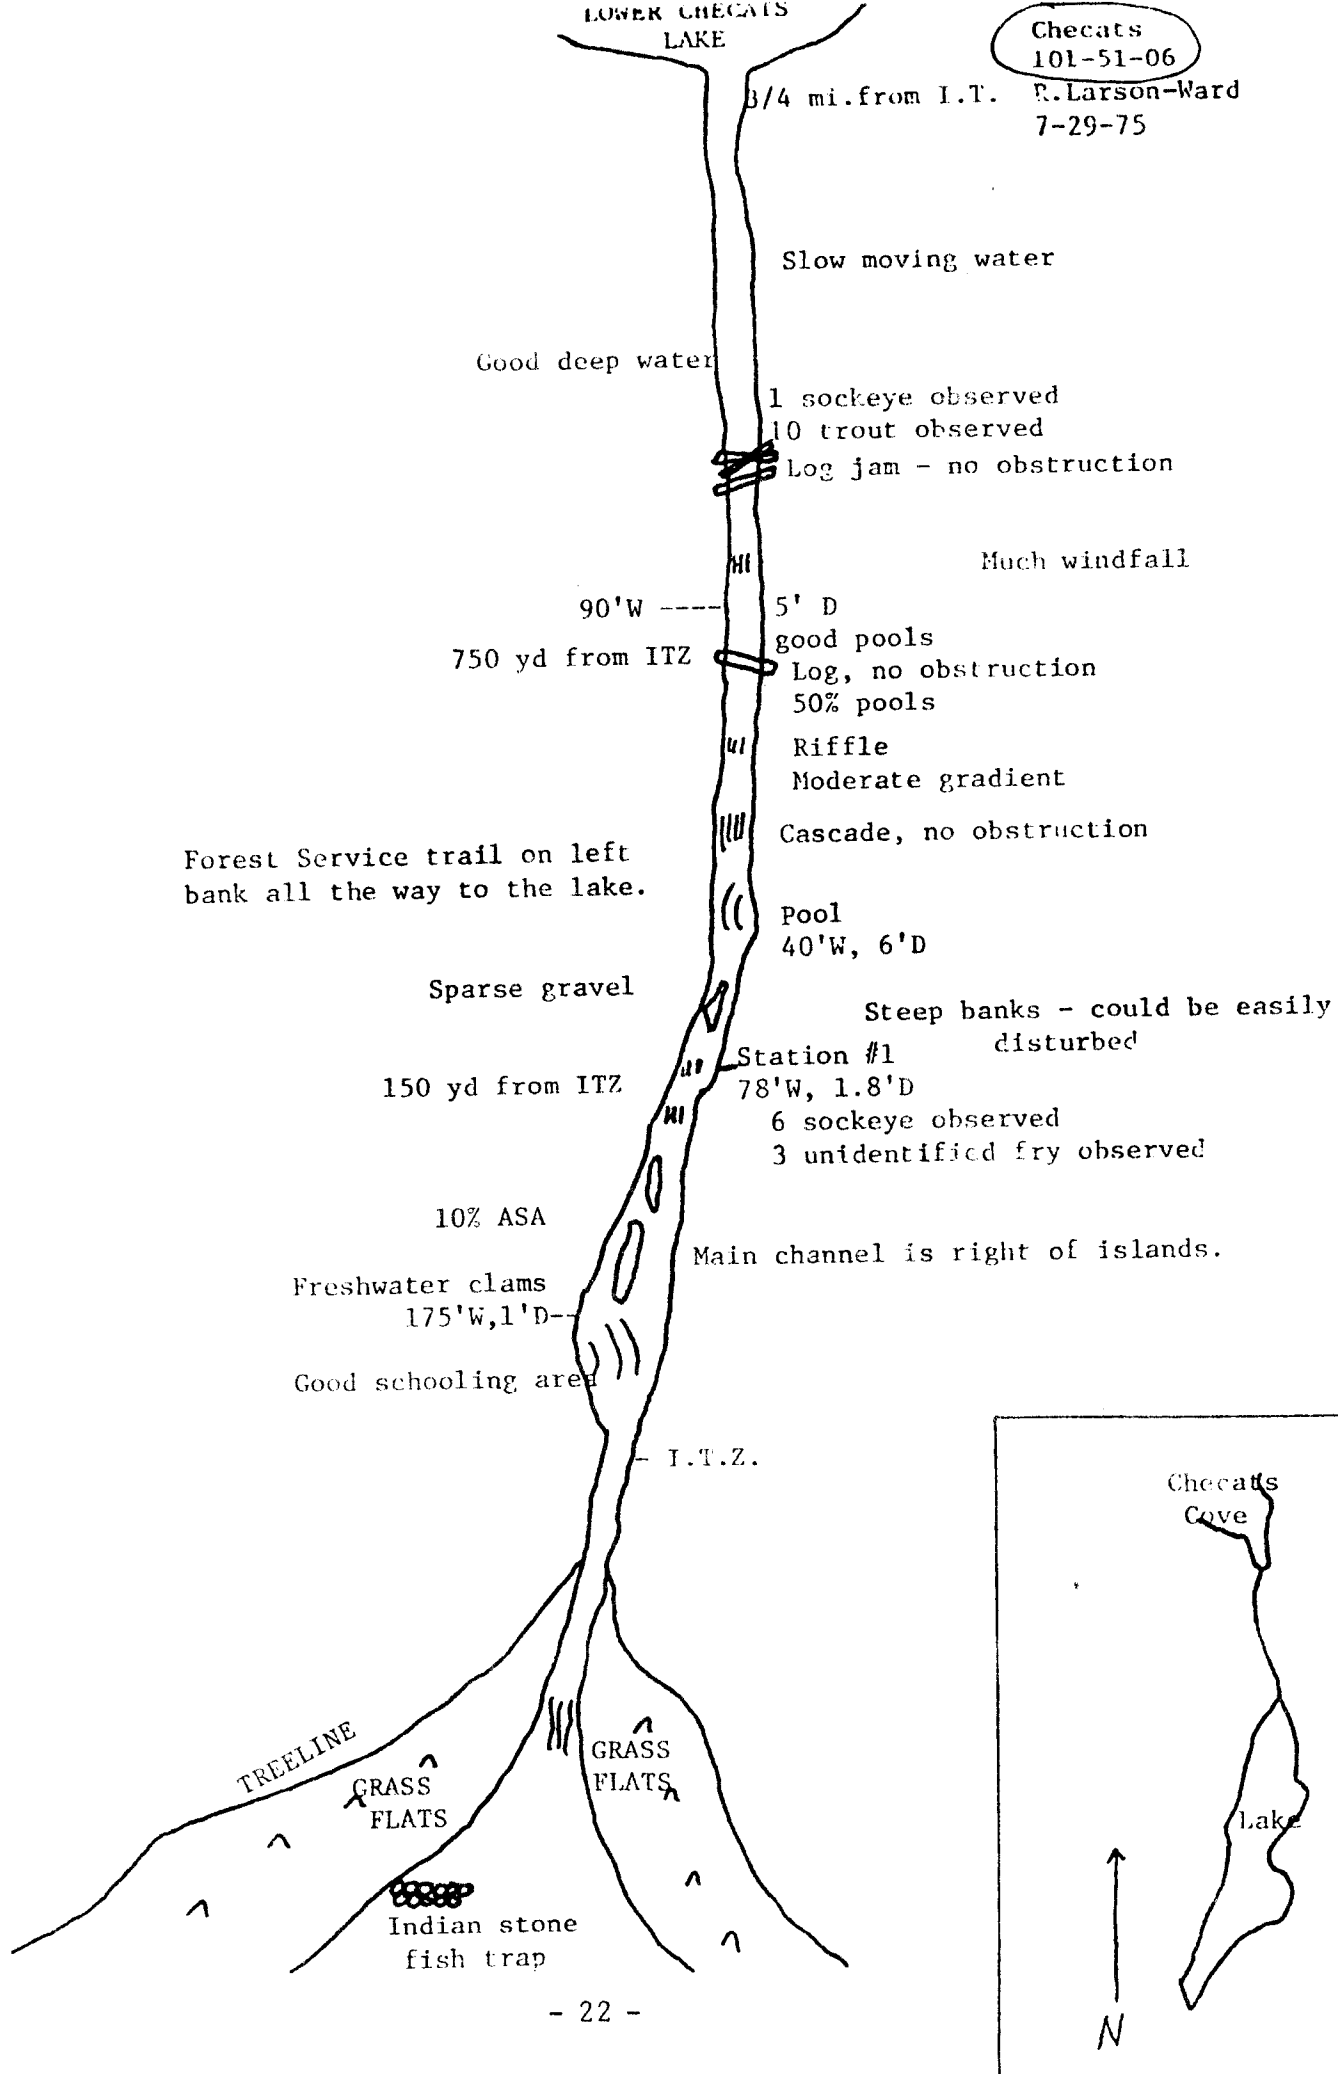 LOWER CHECATS
LAKE
Checats
101-51-06
3/4 mi.from I.T. R.Larson-Ward
7-29-75
Slow moving water
Good deep water
1 sockeye observed
10 trout observed
Log jam - no obstruction
Much windfall
90'W ---- 5' D
good pools
750 yd from ITZ
Log, no obstruction
50% pools
Riffle
Moderate gradient
Cascade, no obstruction
Forest Service trail on left
bank all the way to the lake.
Pool
40'W, 6'D
Sparse gravel
Steep banks - could be easily
disturbed
Station #1
150 yd from ITZ
78'W, 1.8'D
6 sockeye observed
3 unidentified fry observed
10% ASA
Main channel is right of islands.
Freshwater clams
175'W,1'D--
Good schooling area
- I.T.Z.
Checats
Cove
Lake
N
TREELINE
GRASS
FLATS
GRASS
FLATS
Indian stone
fish trap
- 22 -